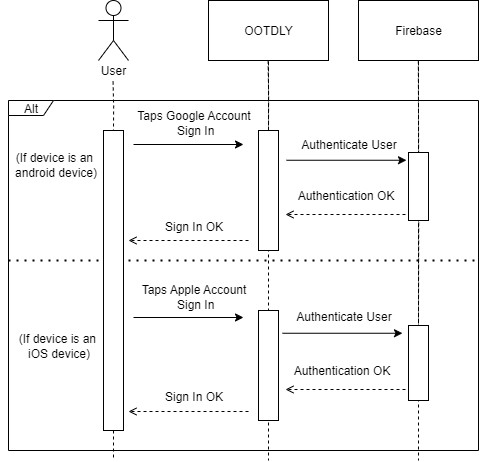 User
OOTDLY
Firebase
Alt
Taps Google Account
Sign In
Authenticate User
(If device is an
android device)
Authentication OK
Sign In OK
Taps Apple Account
Sign In
Authenticate User
(If device is an
iOS device)
Authentication OK
Sign In OK